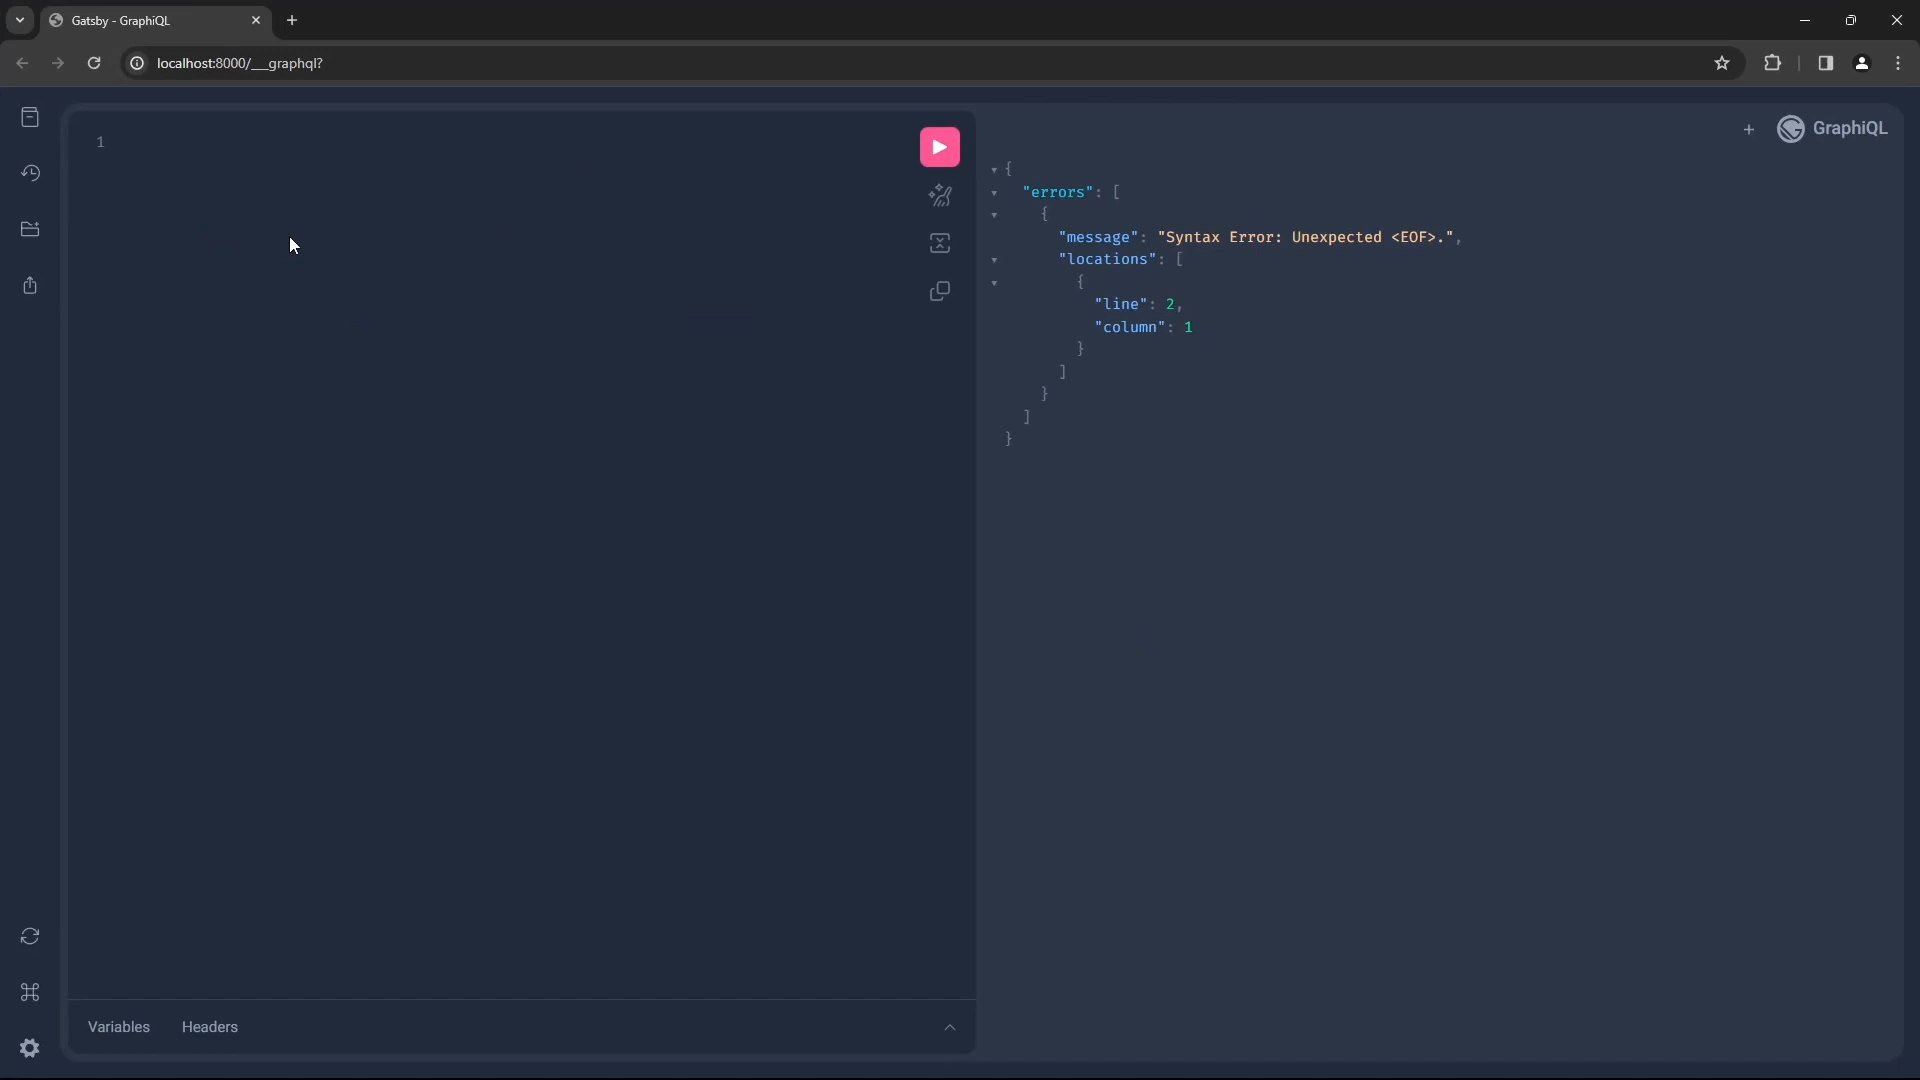 Gatsby - GraphiQL
localhost:8000/___graphql?
1
GraphiQL
{
"errors": [
{
"message": "Syntax Error: Unexpected <EOF>.",
"locations": [
{
"line": 2,
"column": 1
}
]
}
]
}
Variables Headers